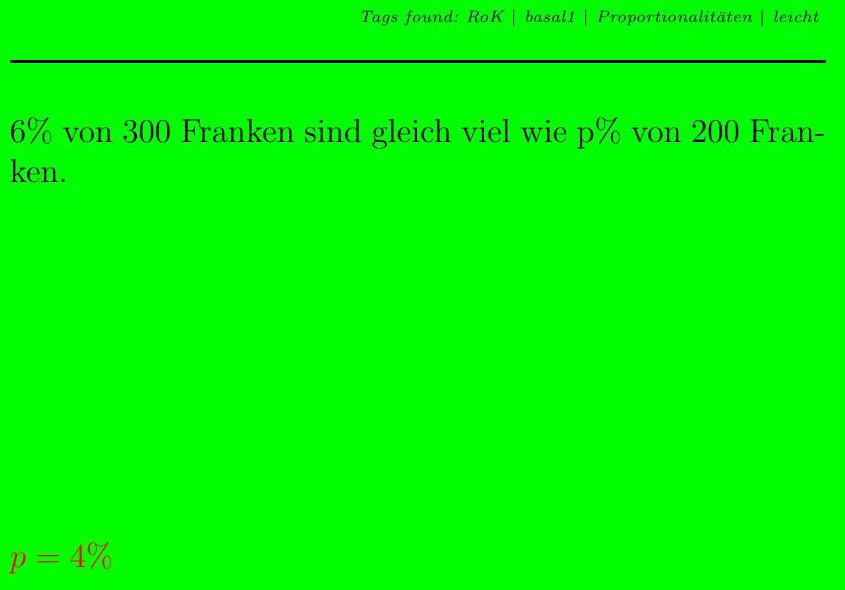 Tags found: RoK | basal1 | Proportionalitäten | leicht
6% von 300 Franken sind gleich viel wie p% von 200 Fran-
ken.
p = 4%